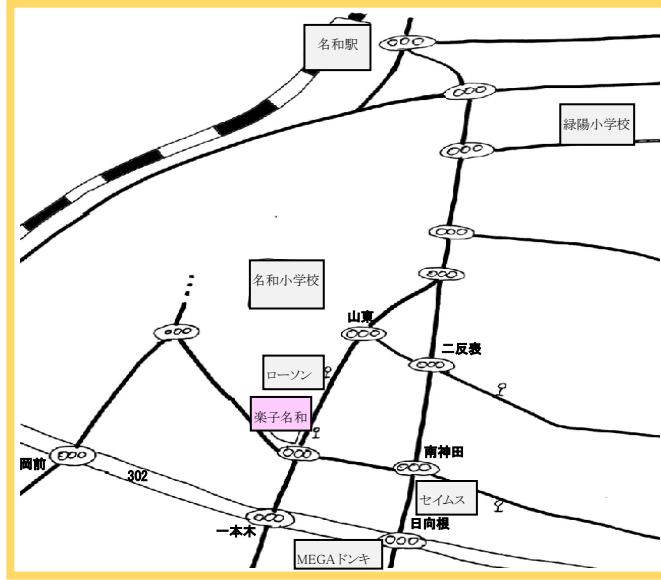 名和駅
緑陽小学校
名和小学校
山東
二反表
ローソン
楽子名和
南神田
岡前
302
セイムス
一本木
日向根
MEGAドンキ